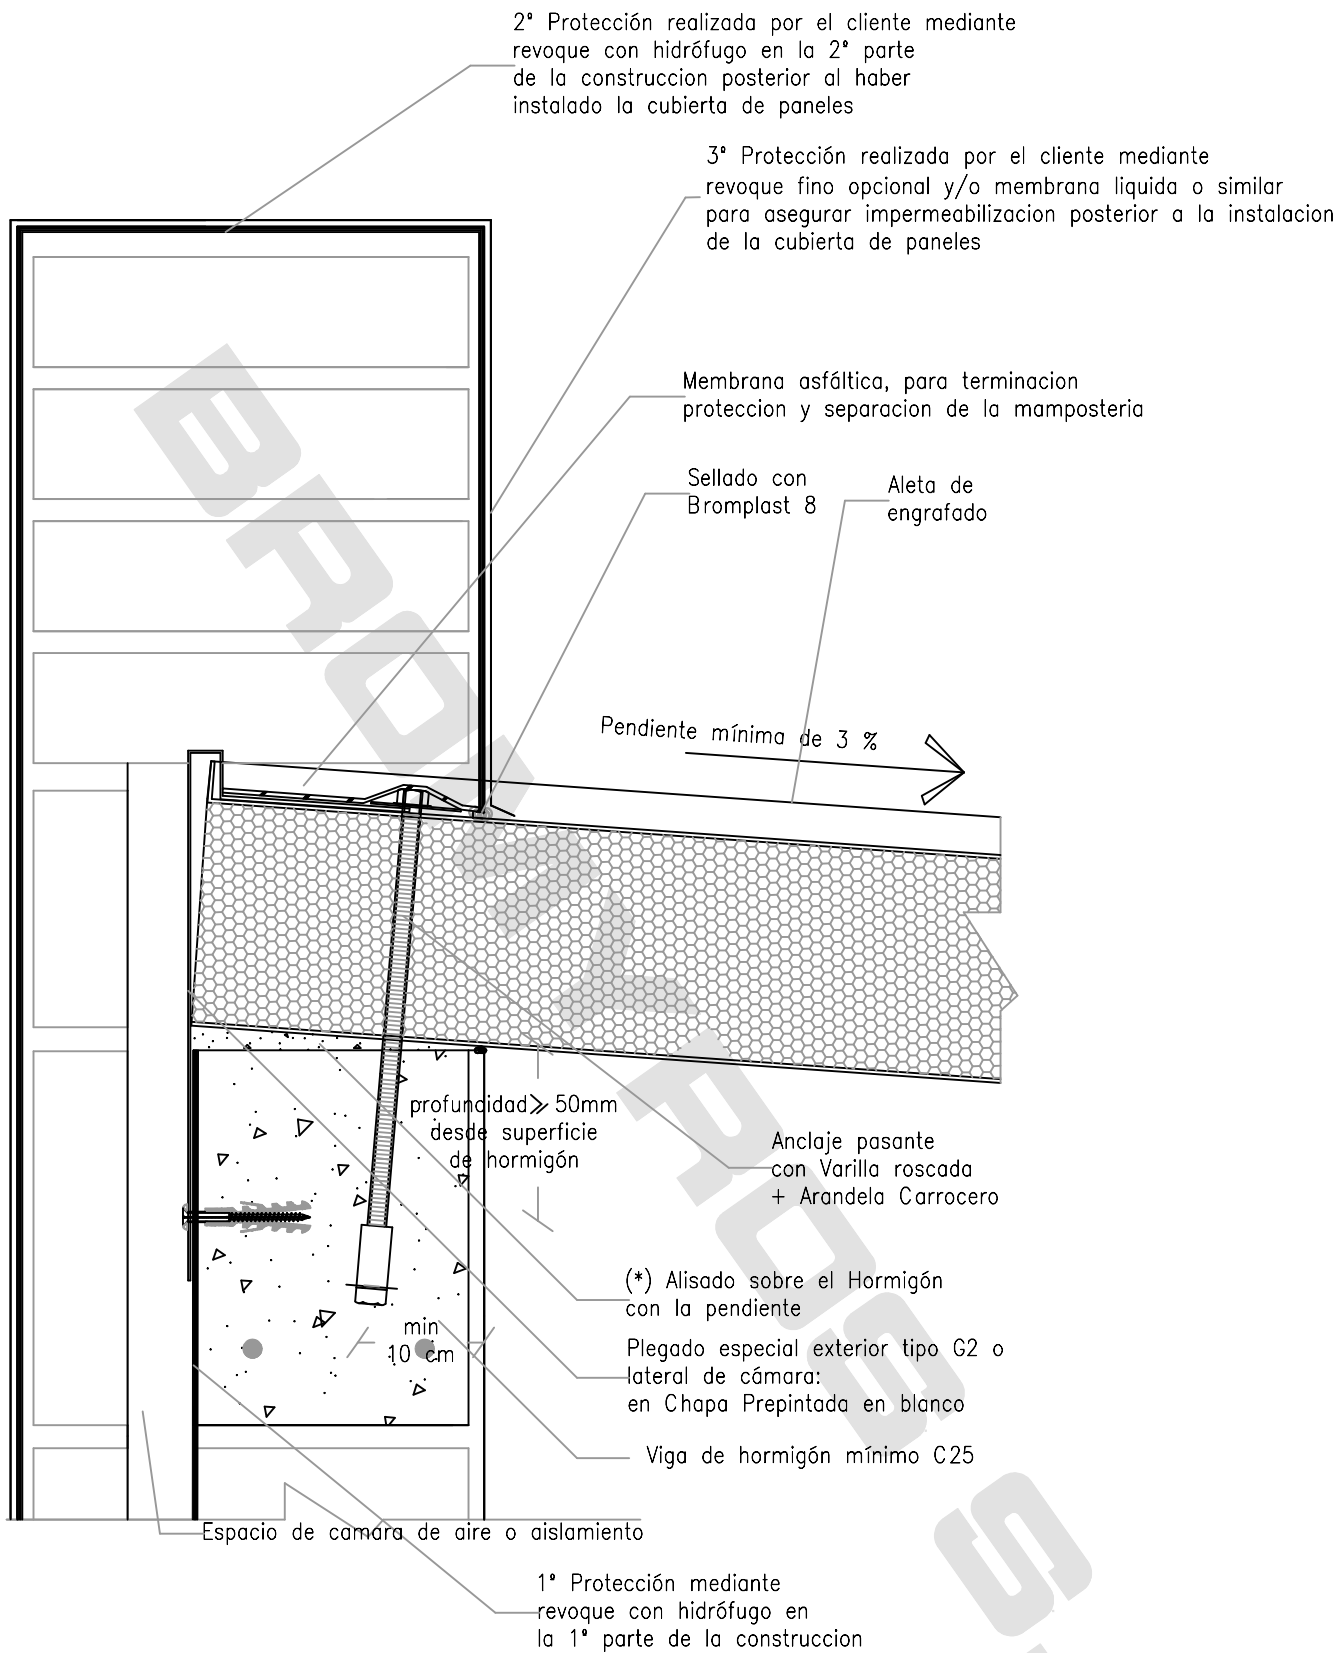 2º Protección realizada por el cliente mediante
revoque con hidrófugo en la 2º parte
de la construccion posterior al haber
instalado la cubierta de paneles
3º Protección realizada por el cliente mediante
revoque fino opcional y/o membrana liquida o similar
para asegurar impermeabilizacion posterior a la instalacion
de la cubierta de paneles
Membrana asfáltica, para terminacion
proteccion y separacion de la mamposteria
Sellado con
Bromplast 8
Aleta de
engrafado
Pendiente mínima de 3 %
profundidad ≥ 50mm
desde superficie
de hormigón
Anclaje pasante
con Varilla roscada
+ Arandela Carrocero
(*) Alisado sobre el Hormigón
con la pendiente
min
10 cm
Plegado especial exterior tipo G2 o
lateral de cámara:
en Chapa Prepintada en blanco
Viga de hormigón mínimo C25
Espacio de camara de aire o aislamiento
1º Protección mediante
revoque con hidrófugo en
la 1º parte de la construccion
BROMYROS S